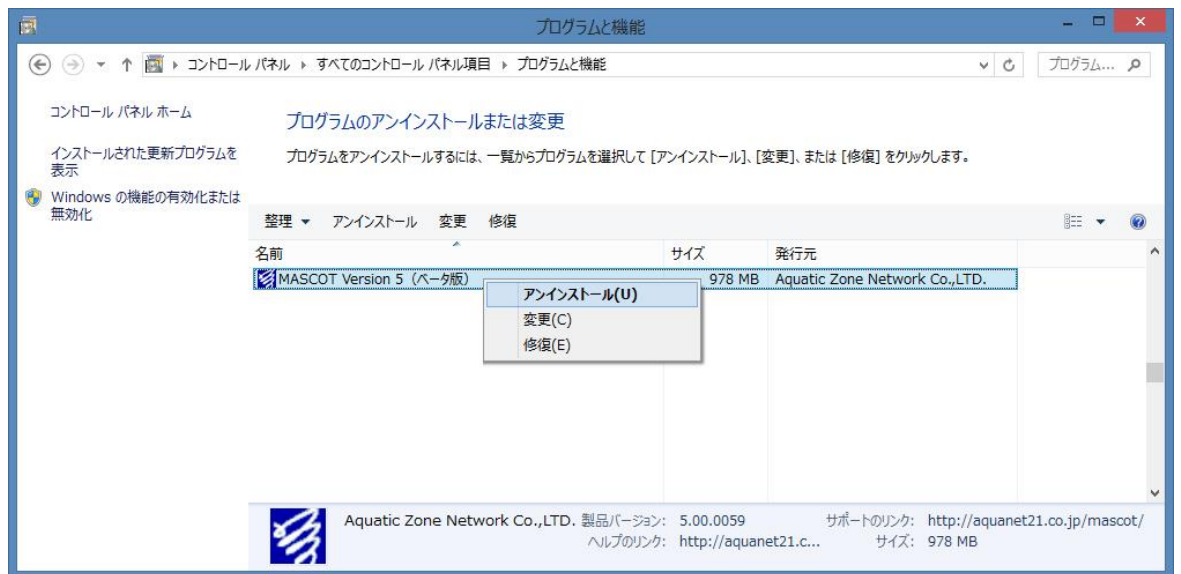 プログラムと機能
コントロール パネル すべてのコントロール パネル項目 プログラムと機能
プログラム...
コントロール パネル ホーム
インストールされた更新プログラムを
表示
Windows の機能の有効化または
無効化
プログラムのアンインストールまたは変更
プログラムをアンインストールするには、一覧からプログラムを選択して [アンインストール]、[変更]、または [修復] をクリックします。
整理 アンインストール 変更 修復
名前 サイズ 発行元
MASCOT Version 5（ベータ版） 978 MB Aquatic Zone Network Co.,LTD.
アンインストール(U)
変更(C)
修復(E)
Aquatic Zone Network Co.,LTD. 製品バージョン: 5.00.0059 サポートのリンク: http://aquanet21.co.jp/mascot/
ヘルプのリンク: http://aquanet21.c... サイズ: 978 MB